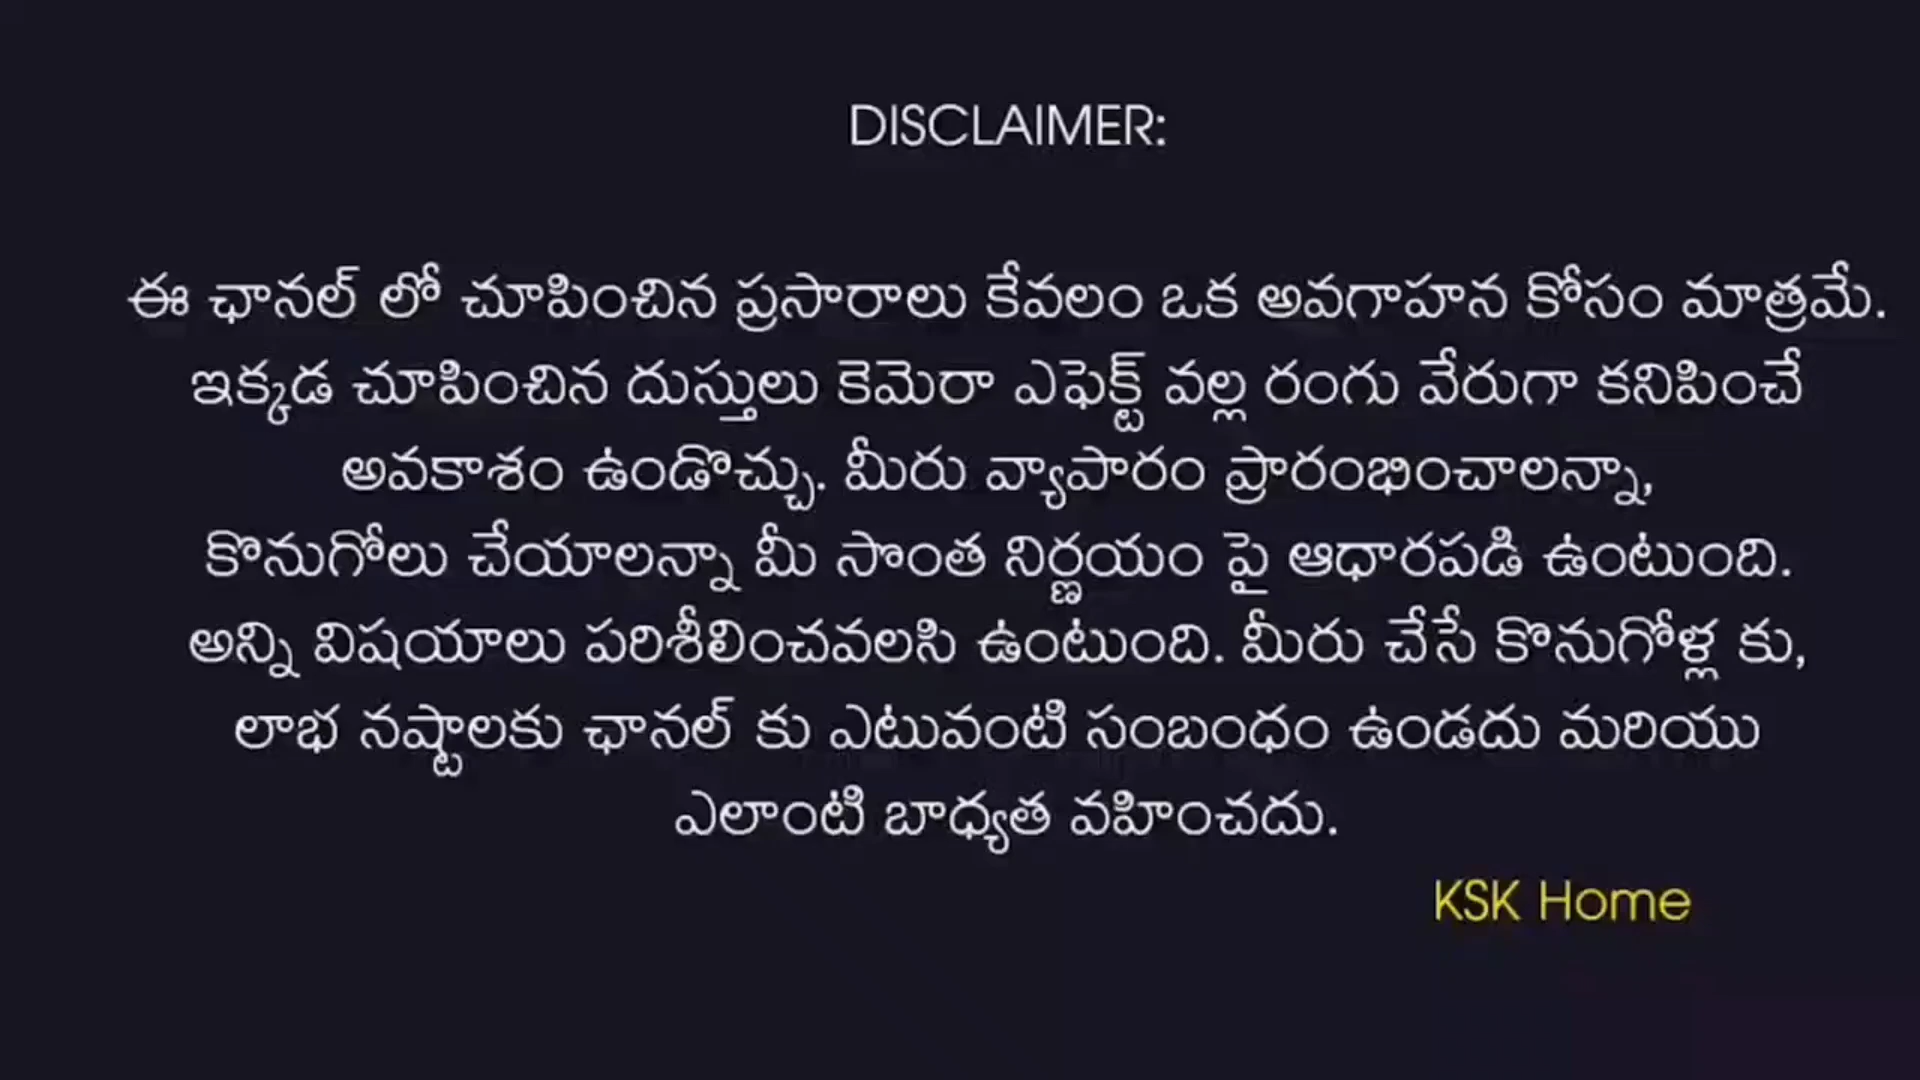 DISCLAIMER:
ఈ ఛానల్ లో చూపించిన ప్రసారాలు కేవలం ఒక అవగాహన కోసం మాత్రమే.
ఇక్కడ చూపించిన దుస్తులు కెమెరా ఎఫెక్ట్ వల్ల రంగు వేరుగా కనిపించే
అవకాశం ఉండొచ్చు. మీరు వ్యాపారం ప్రారంభించాలన్నా,
కొనుగోలు చేయాలన్నా మీ సొంత నిర్ణయం పై ఆధారపడి ఉంటుంది.
అన్ని విషయాలు పరిశీలించవలసి ఉంటుంది. మీరు చేసే కొనుగోళ్ల కు,
లాభ నష్టాలకు ఛానల్ కు ఎటువంటి సంబంధం ఉండదు మరియు
ఎలాంటి బాధ్యత వహించదు.
KSK Home